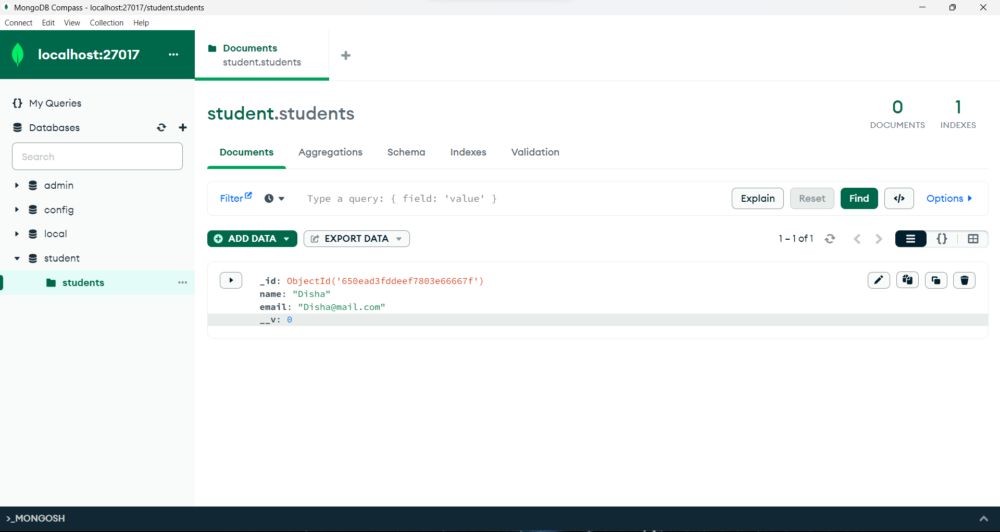 MongoDB Compass - localhost:27017/student.students
Connect Edit View Collection Help
localhost:27017 ...
Documents
student.students
My Queries
Databases
Search
admin
config
local
student
students
student.students
0
DOCUMENTS
1
INDEXES
Documents Aggregations Schema Indexes Validation
Filter Type a query: { field: 'value' } Explain Reset Find </> Options
ADD DATA EXPORT DATA 1 – 1 of 1 {}
_id: ObjectId('650ead3fddeef7803e66667f')
name: "Disha"
email: "Disha@mail.com"
__v: 0
>_MONGOSH